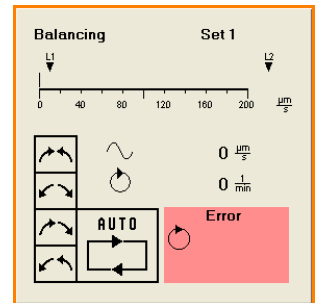 Balancing Set 1
L1 L2
0 40 80 120 160 200 µm/s
0 µm/s
0 1/min
AUTO Error